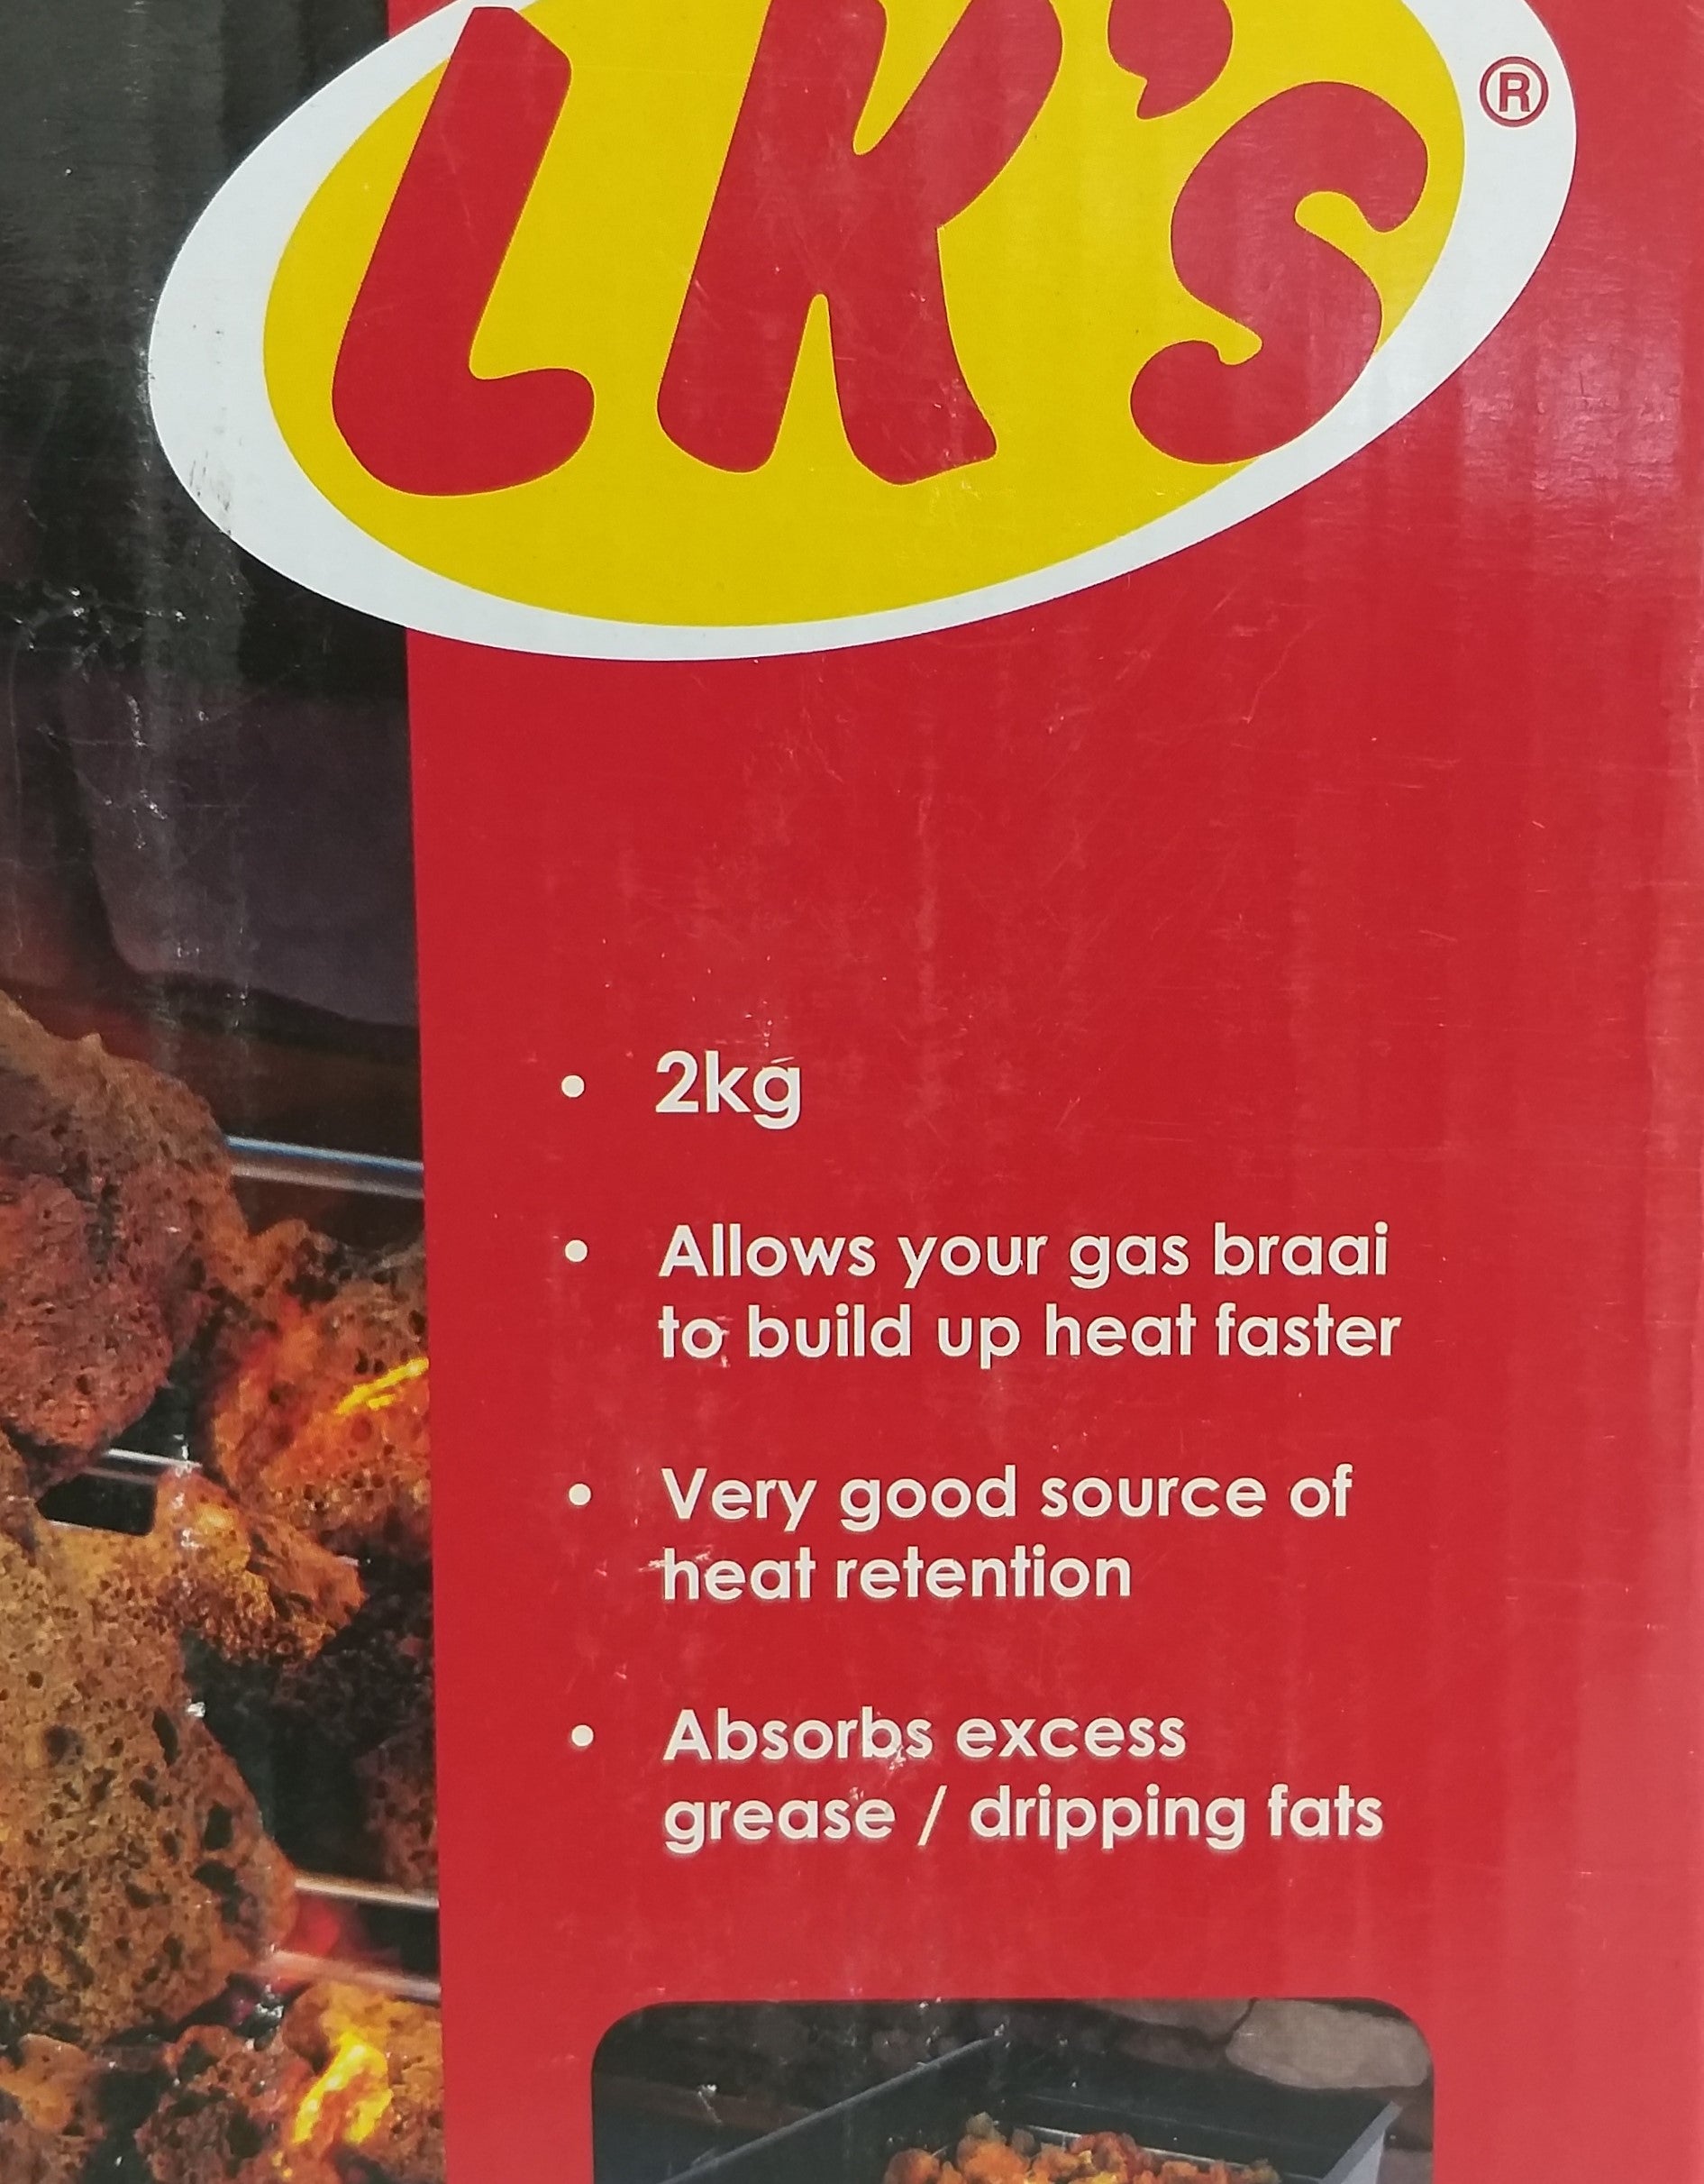 LK's ®
• 2kg
• Allows your gas braai
to build up heat faster
• Very good source of
heat retention
• Absorbs excess
grease / dripping fats